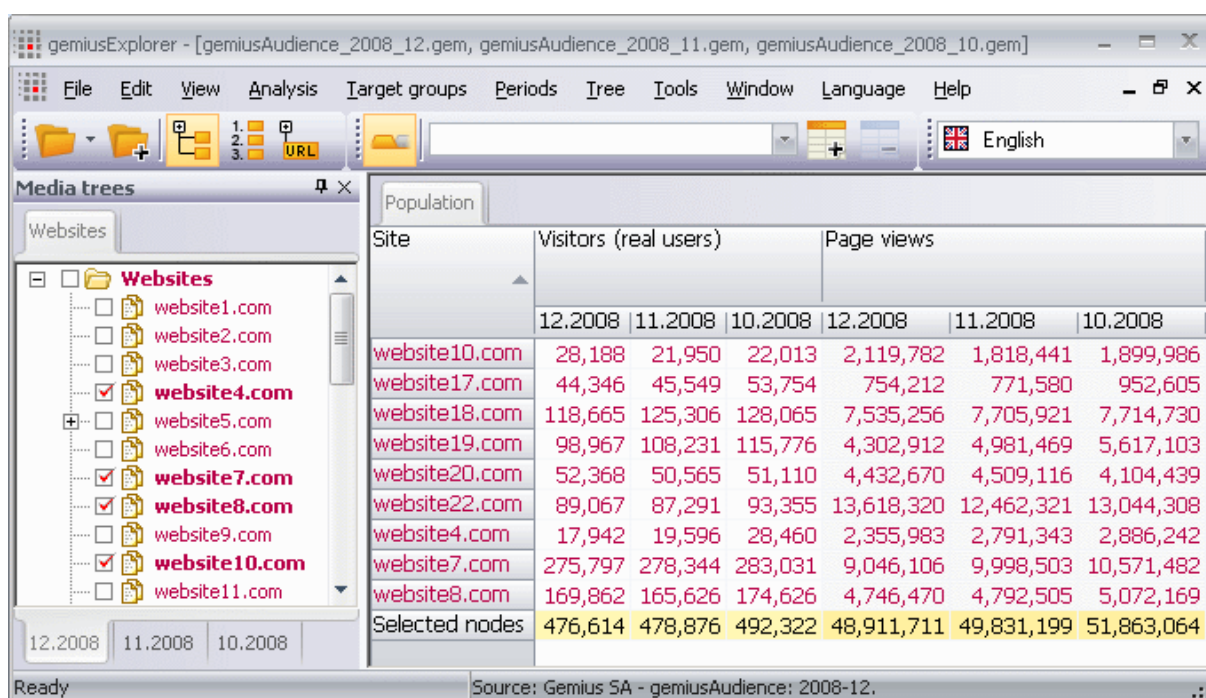 gemiusExplorer - [gemiusAudience_2008_12.gem, gemiusAudience_2008_11.gem, gemiusAudience_2008_10.gem]
File Edit View Analysis Target groups Periods Tree Tools Window Language Help
1. 2. 3. URL English
Media trees
Websites
Websites
website1.com
website2.com
website3.com
website4.com
website5.com
website6.com
website7.com
website8.com
website9.com
website10.com
website11.com
12.2008 11.2008 10.2008
Population
Site Visitors (real users) Page views
12.2008 11.2008 10.2008 12.2008 11.2008 10.2008
website10.com 28,188 21,950 22,013 2,119,782 1,818,441 1,899,986
website17.com 44,346 45,549 53,754 754,212 771,580 952,605
website18.com 118,665 125,306 128,065 7,535,256 7,705,921 7,714,730
website19.com 98,967 108,231 115,776 4,302,912 4,981,469 5,617,103
website20.com 52,368 50,565 51,110 4,432,670 4,509,116 4,104,439
website22.com 89,067 87,291 93,355 13,618,320 12,462,321 13,044,308
website4.com 17,942 19,596 28,460 2,355,983 2,791,343 2,886,242
website7.com 275,797 278,344 283,031 9,046,106 9,998,503 10,571,482
website8.com 169,862 165,626 174,626 4,746,470 4,792,505 5,072,169
Selected nodes 476,614 478,876 492,322 48,911,711 49,831,199 51,863,064
Ready Source: Gemius SA - gemiusAudience: 2008-12.